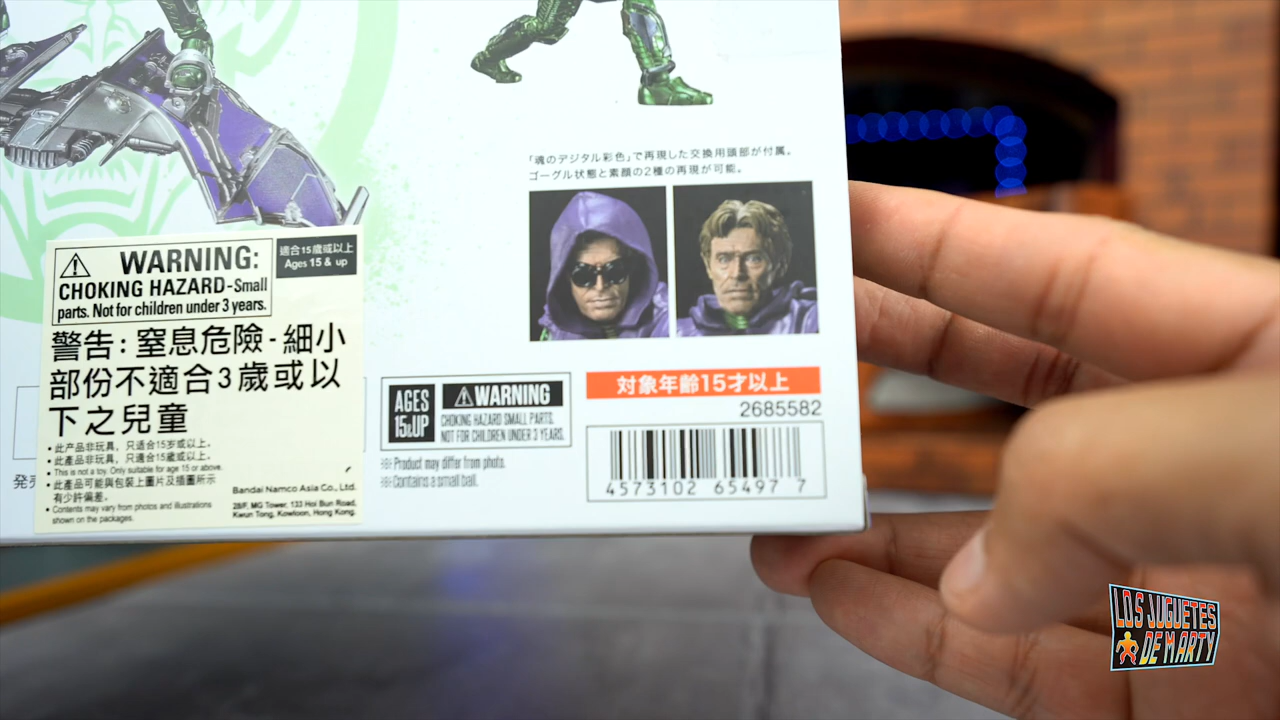 「魂のデジタル彩色」で再現した交換用頭部が付属。
ゴーグル状態と素顔の2種の再現が可能。
WARNING:
CHOKING HAZARD-Small
parts. Not for children under 3 years.
適合15歲或以上
Ages 15 & up
警告:窒息危險-細小
部份不適合3歲或以
下之兒童
• 此产品非玩具，只适合15岁或以上。
• 此產品非玩具，只適合15歲或以上。
• This is not a toy. Only suitable for age 15 or above.
• 此產品可能與包裝上圖片及插圖所示
有少許偏差。
• Contents may vary from photos and illustrations
shown on the packages.
Bandai Namco Asia Co., Ltd.
28/F, MG Tower, 133 Hoi Bun Road,
Kwun Tong, Kowloon, Hong Kong.
発売
AGES
15&UP
WARNING
CHOKING HAZARD SMALL PARTS.
NOT FOR CHILDREN UNDER 3 YEARS.
※Product may differ from photo.
※Contains a small ball.
対象年齢15才以上
2685582
4573102 65497 7
LOS JUGUETES
DE MARTY